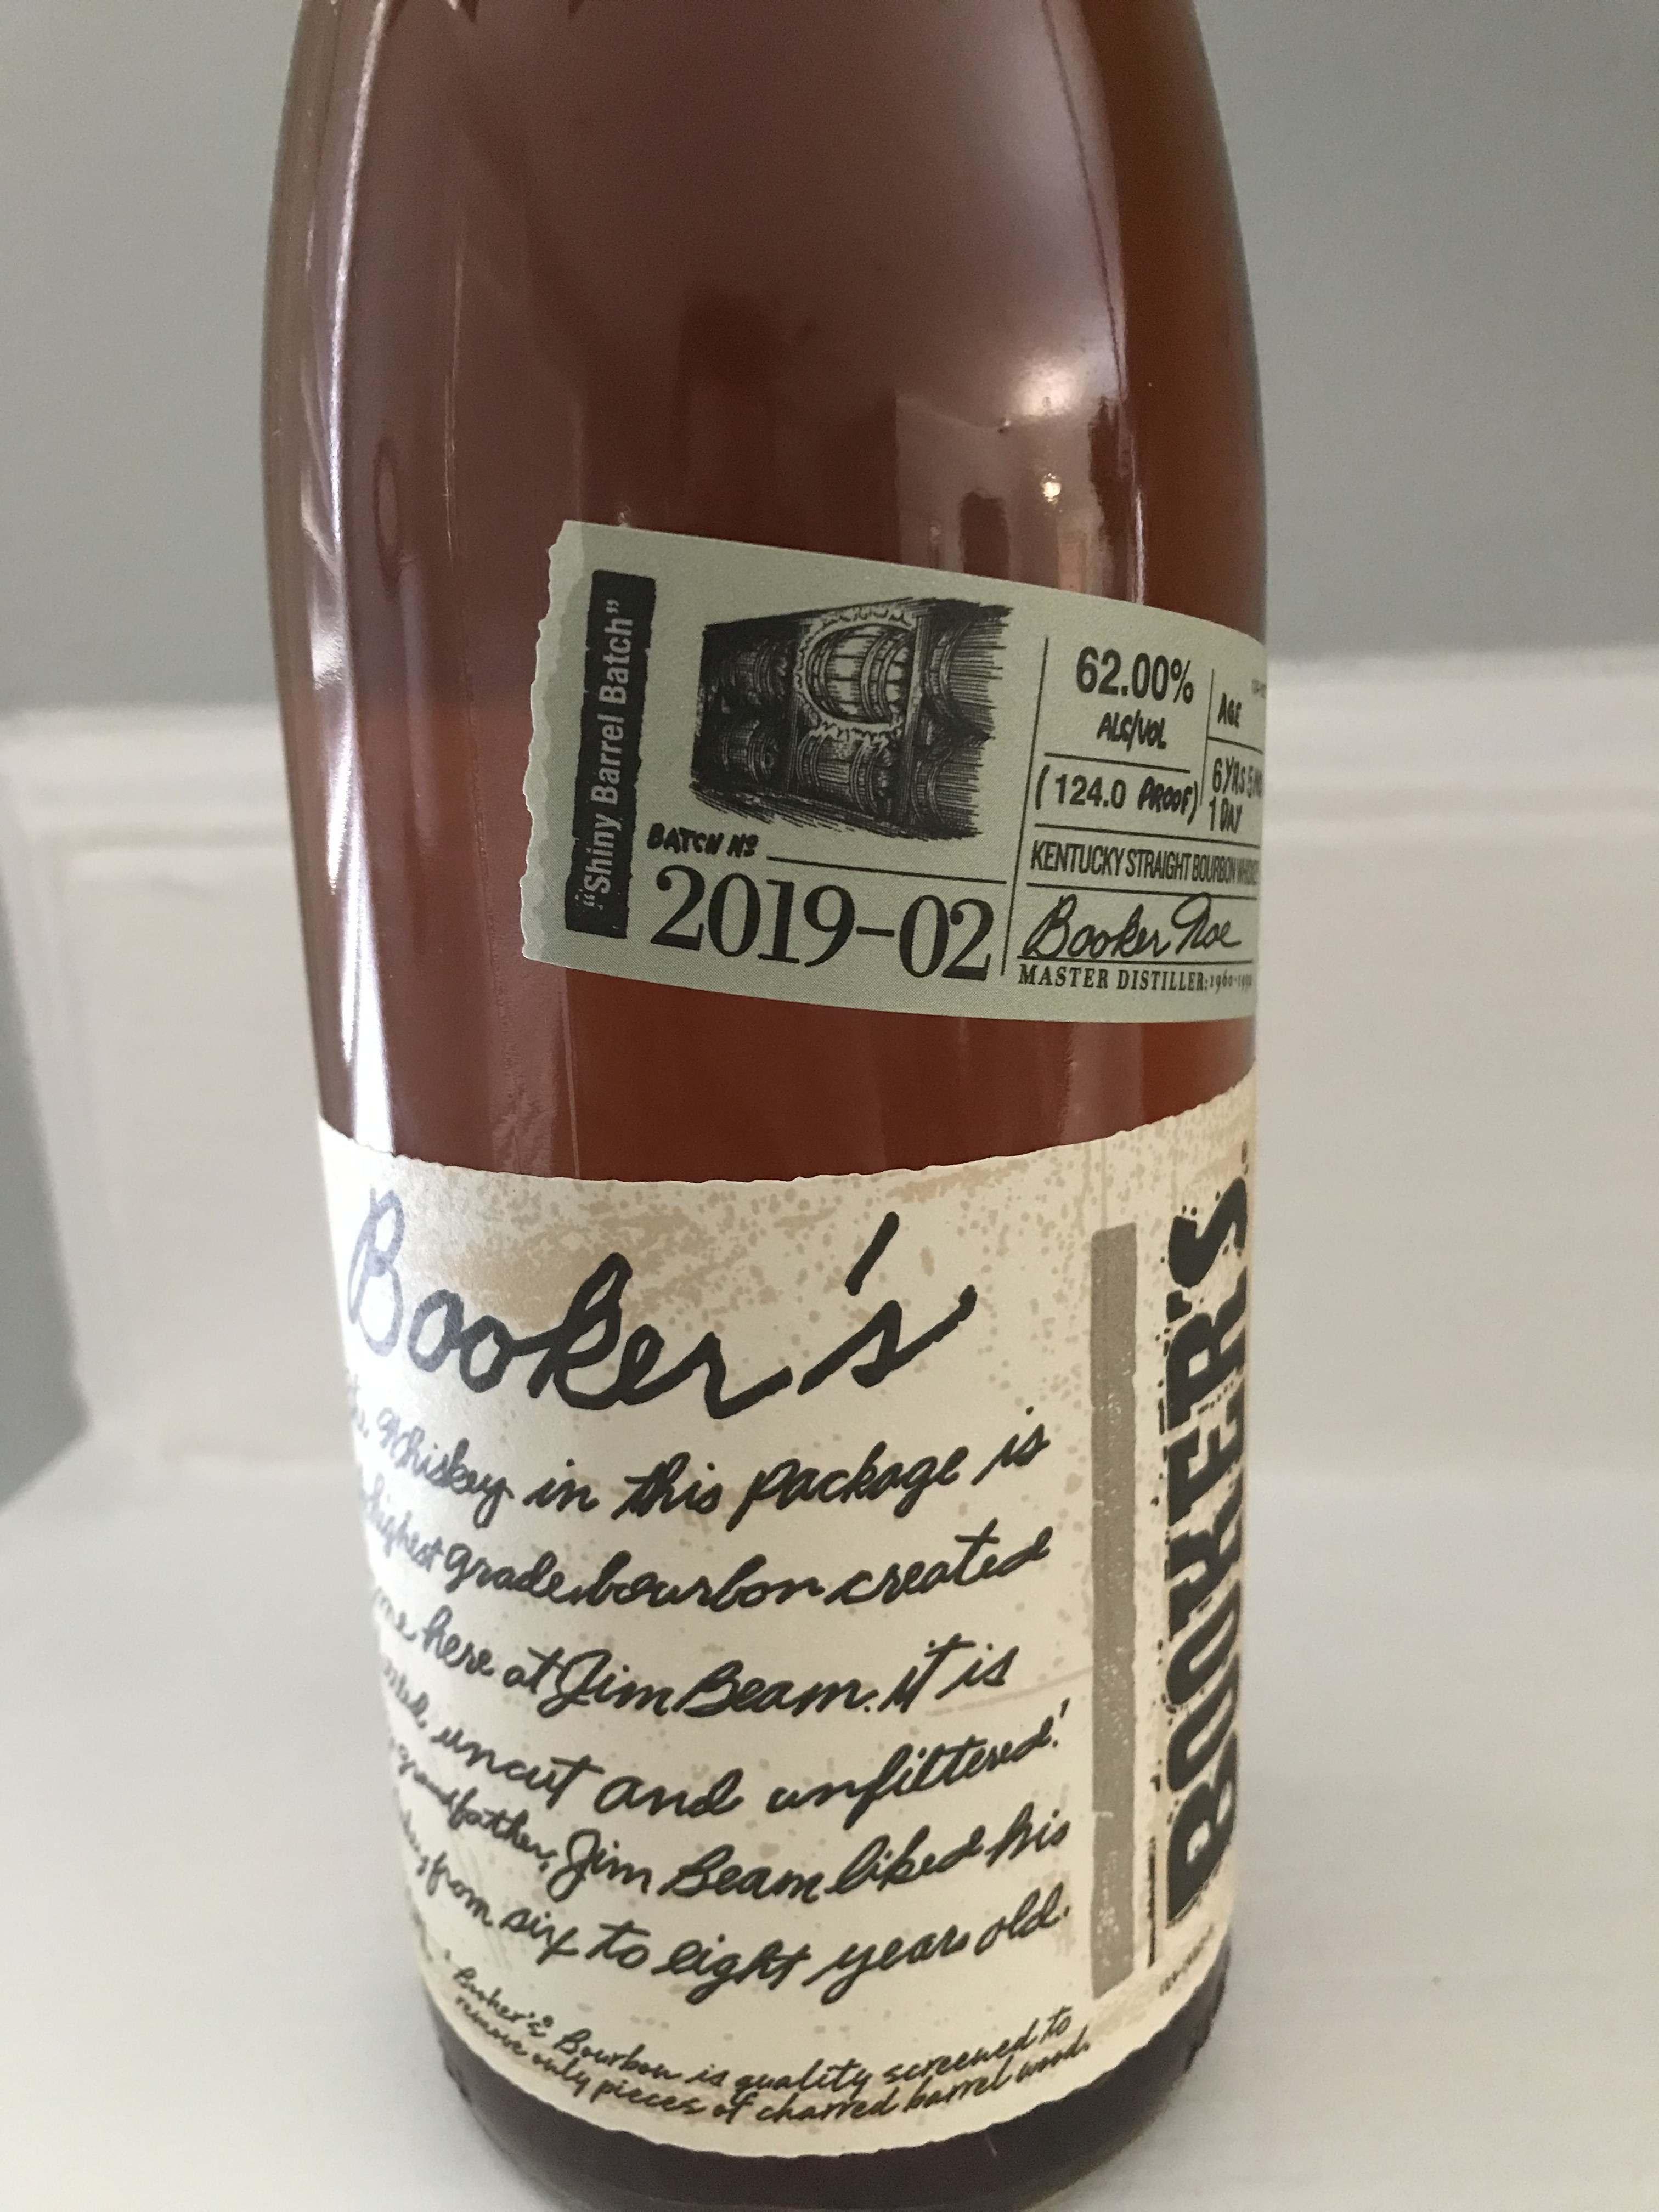 "Shiny Barrel Batch"
BATCH Nº
2019-02
62.00%
ALC/VOL
(124.0 PROOF)
AGE
6 YRS 5
1 DAY
KENTUCKY STRAIGHT BOURBON
Booker Noe
MASTER DISTILLER:
Booker's
Whiskey in this package is
highest grade bourbon created
here at Jim Beam. it is
uncut and unfiltered.'
grandfather, Jim Beam liked his
from six to eight years old.
Booker's® Bourbon is quality screened to
remove only pieces of charred barrel wood.
BOOKER'S®